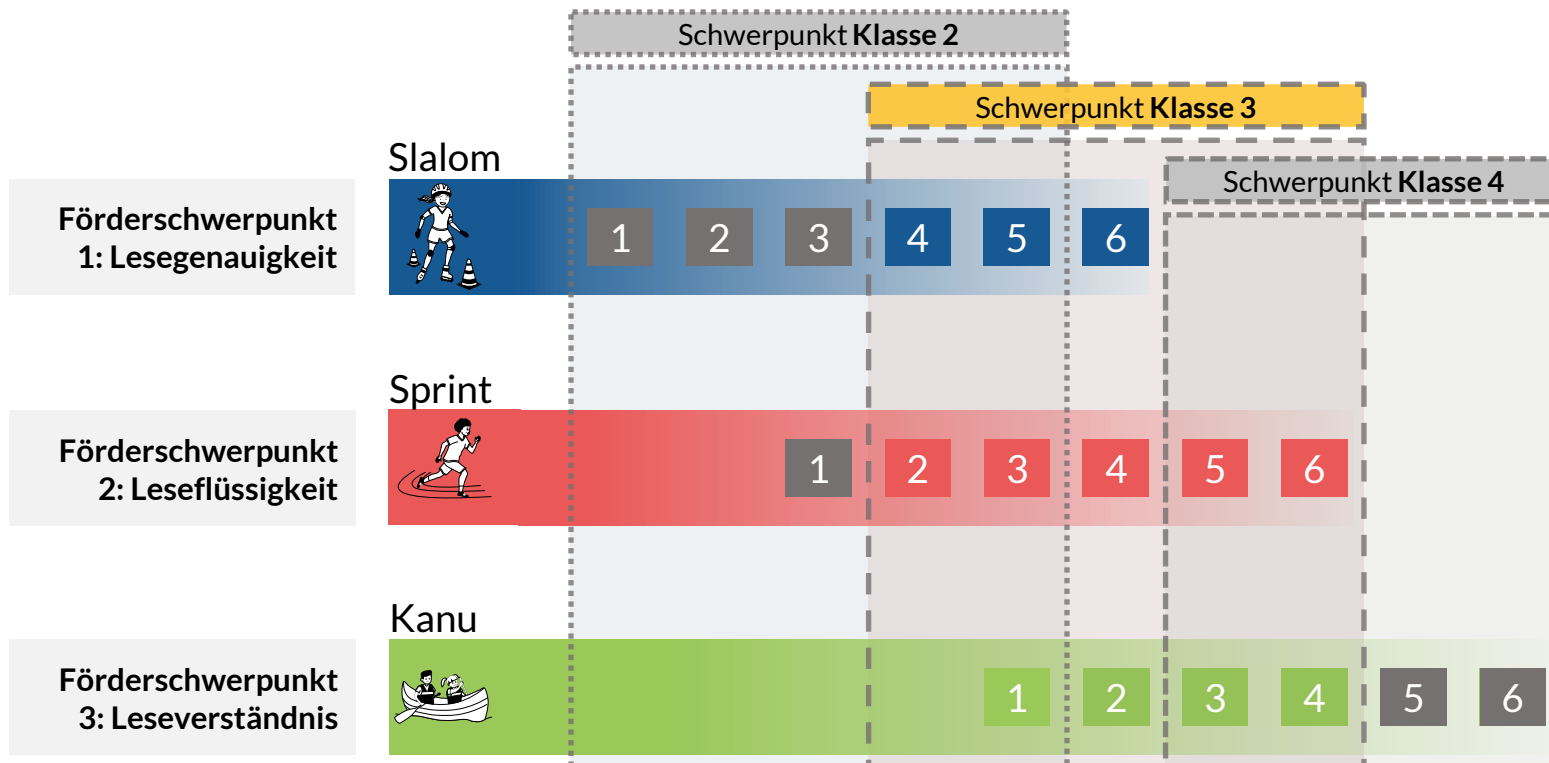 Schwerpunkt Klasse 2
Schwerpunkt Klasse 3
Schwerpunkt Klasse 4
Slalom
Förderschwerpunkt
1: Lesegenauigkeit
1 2 3 4 5 6
Sprint
Förderschwerpunkt
2: Leseflüssigkeit
1 2 3 4 5 6
Kanu
Förderschwerpunkt
3: Leseverständnis
1 2 3 4 5 6